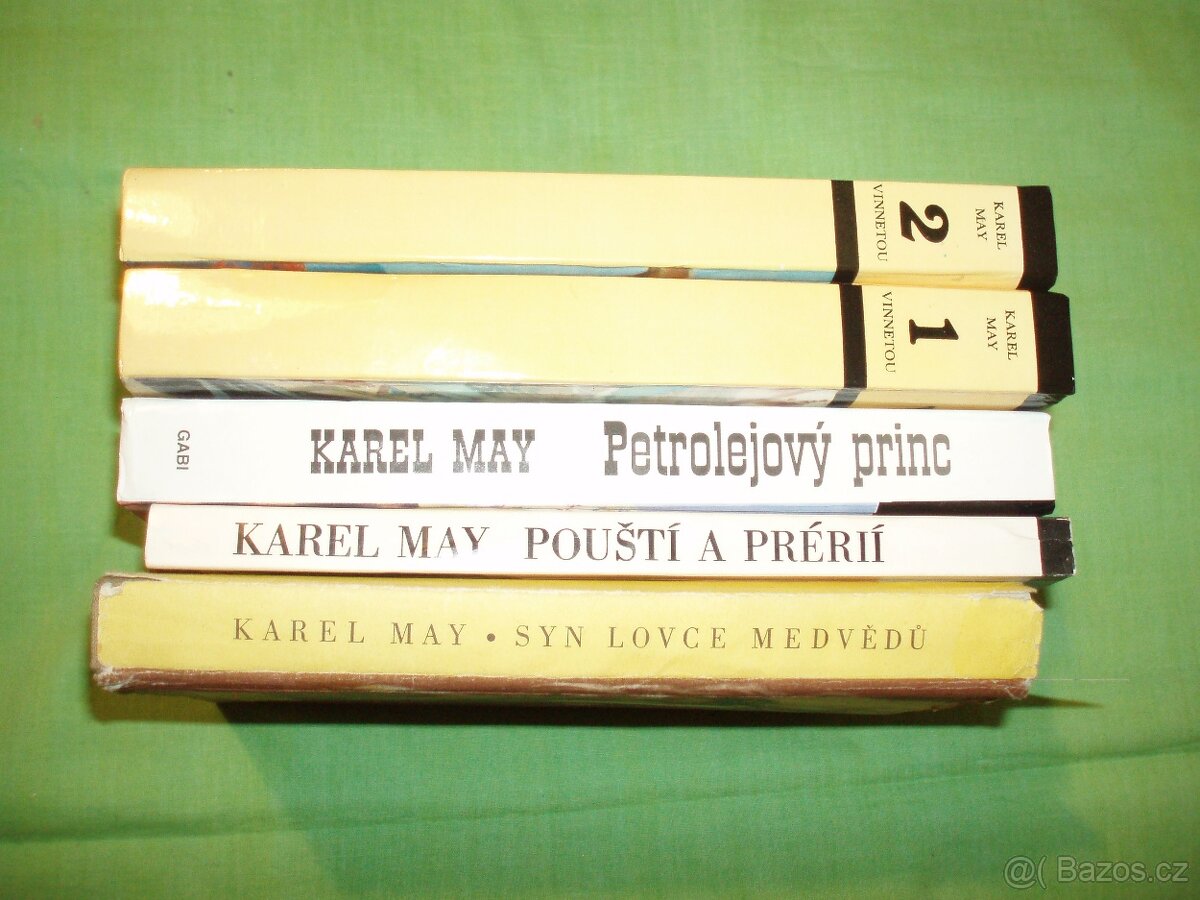 KAREL
MAY
2
VINNETOU
KAREL
MAY
1
VINNETOU
GABI KAREL MAY Petrolejový princ
KAREL MAY POUŠTÍ A PRÉRIÍ
KAREL MAY • SYN LOVCE MEDVĚDŮ
@( Bazos.cz